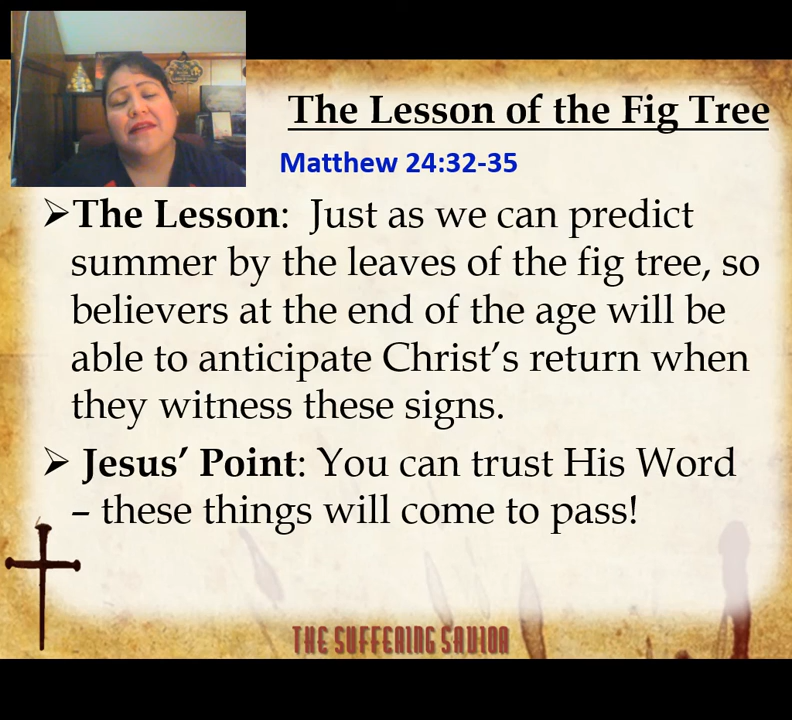 The Lesson of the Fig Tree
Matthew 24:32-35
➢The Lesson:  Just as we can predict
summer by the leaves of the fig tree, so
believers at the end of the age will be
able to anticipate Christ’s return when
they witness these signs.
➢ Jesus’ Point: You can trust His Word
– these things will come to pass!
THE SUFFERING SAVIOR